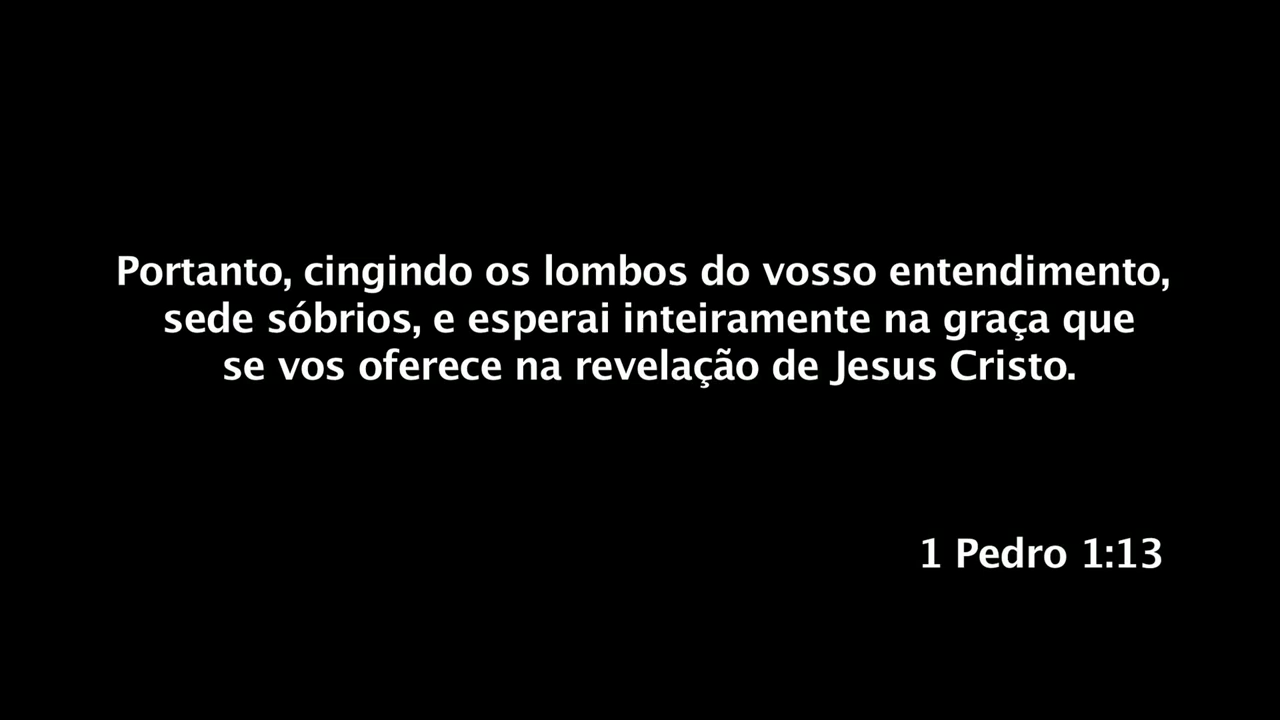 Portanto, cingindo os lombos do vosso entendimento,
sede sóbrios, e esperai inteiramente na graça que
se vos oferece na revelação de Jesus Cristo.
1 Pedro 1:13